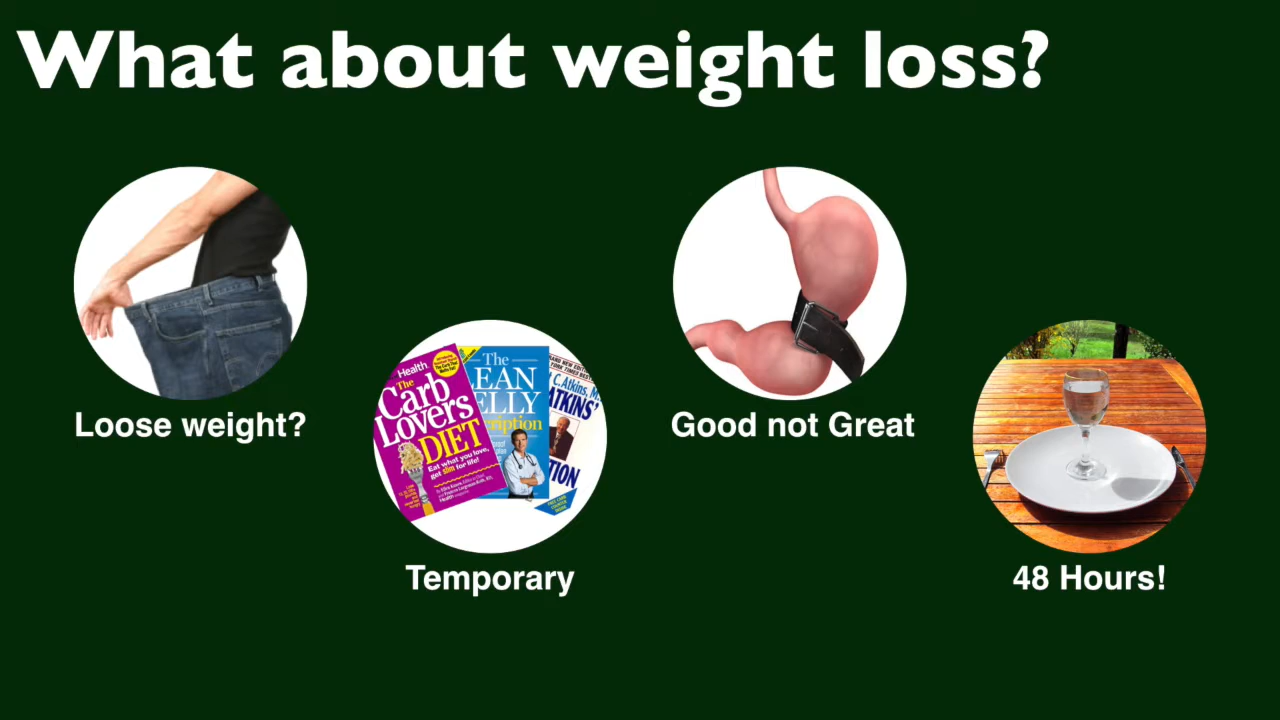 What about weight loss?
Loose weight?
Health.
The
Carb
Lovers
DIET
Eat what you love,
get slim for life!
The
EAN
ELLY
ription
C. Atkins, M.
ATKINS'
TION
Temporary
Good not Great
48 Hours!